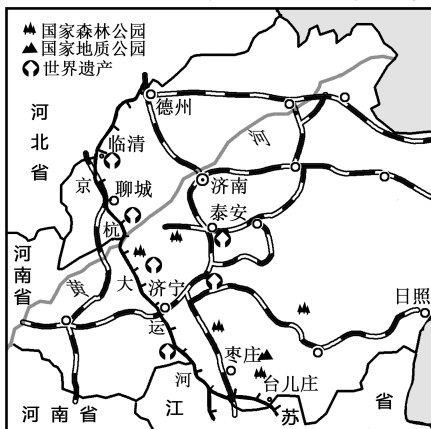 国家森林公园
国家地质公园
世界遗产
河北省
德州
临清
河
京
聊城
济南
杭
泰安
河南省
黄
大
济宁
日照
运
枣庄
河
台儿庄
河南省
江
苏
省